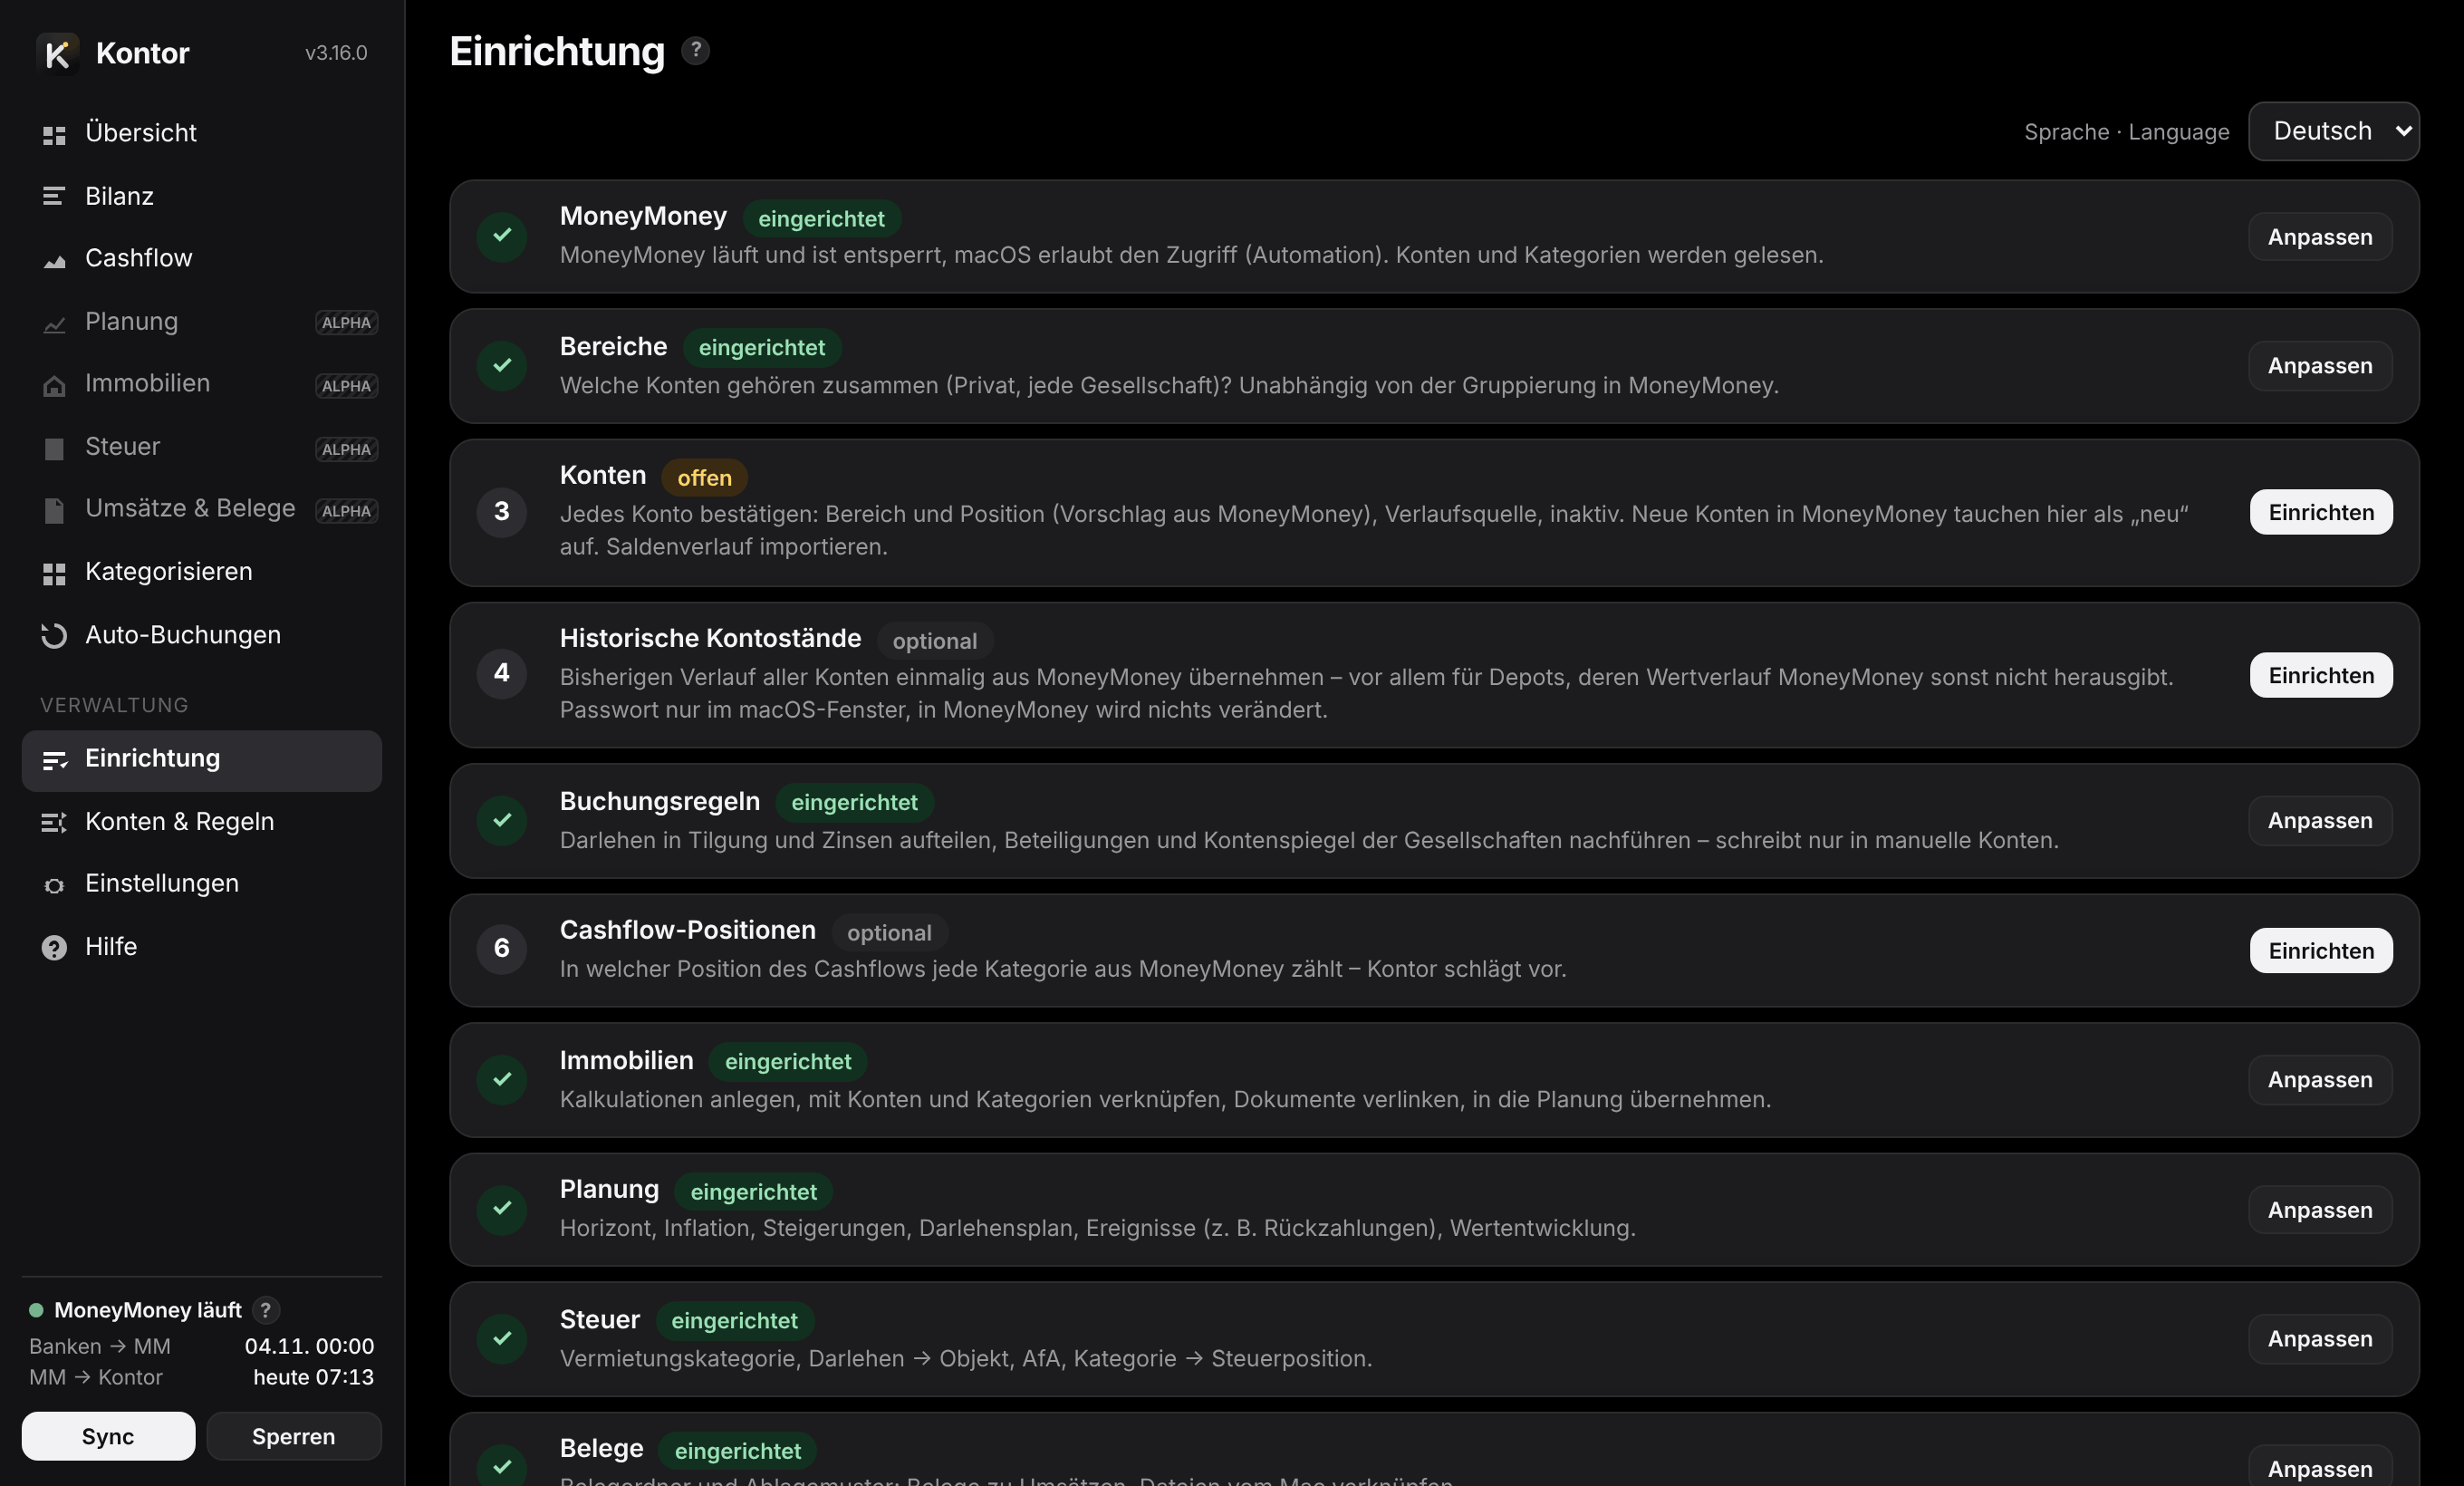 Kontor
v3.16.0
Übersicht
Bilanz
Cashflow
Planung ALPHA
Immobilien ALPHA
Steuer ALPHA
Umsätze & Belege ALPHA
Kategorisieren
Auto-Buchungen
VERWALTUNG
Einrichtung
Konten & Regeln
Einstellungen
Hilfe
MoneyMoney läuft ?
Banken → MM 04.11. 00:00
MM → Kontor heute 07:13
Sync Sperren
Einrichtung ?
Sprache · Language Deutsch
MoneyMoney eingerichtet
MoneyMoney läuft und ist entsperrt, macOS erlaubt den Zugriff (Automation). Konten und Kategorien werden gelesen.
Anpassen
Bereiche eingerichtet
Welche Konten gehören zusammen (Privat, jede Gesellschaft)? Unabhängig von der Gruppierung in MoneyMoney.
Anpassen
3
Konten offen
Jedes Konto bestätigen: Bereich und Position (Vorschlag aus MoneyMoney), Verlaufsquelle, inaktiv. Neue Konten in MoneyMoney tauchen hier als „neu“
auf. Saldenverlauf importieren.
Einrichten
4
Historische Kontostände optional
Bisherigen Verlauf aller Konten einmalig aus MoneyMoney übernehmen – vor allem für Depots, deren Wertverlauf MoneyMoney sonst nicht herausgibt.
Passwort nur im macOS-Fenster, in MoneyMoney wird nichts verändert.
Einrichten
Buchungsregeln eingerichtet
Darlehen in Tilgung und Zinsen aufteilen, Beteiligungen und Kontenspiegel der Gesellschaften nachführen – schreibt nur in manuelle Konten.
Anpassen
6
Cashflow-Positionen optional
In welcher Position des Cashflows jede Kategorie aus MoneyMoney zählt – Kontor schlägt vor.
Einrichten
Immobilien eingerichtet
Kalkulationen anlegen, mit Konten und Kategorien verknüpfen, Dokumente verlinken, in die Planung übernehmen.
Anpassen
Planung eingerichtet
Horizont, Inflation, Steigerungen, Darlehensplan, Ereignisse (z. B. Rückzahlungen), Wertentwicklung.
Anpassen
Steuer eingerichtet
Vermietungskategorie, Darlehen → Objekt, AfA, Kategorie → Steuerposition.
Anpassen
Belege eingerichtet
Belegordner und Ablagemuster: Belege zu Umsätzen, Dateien vom Mac verknüpfen.
Anpassen